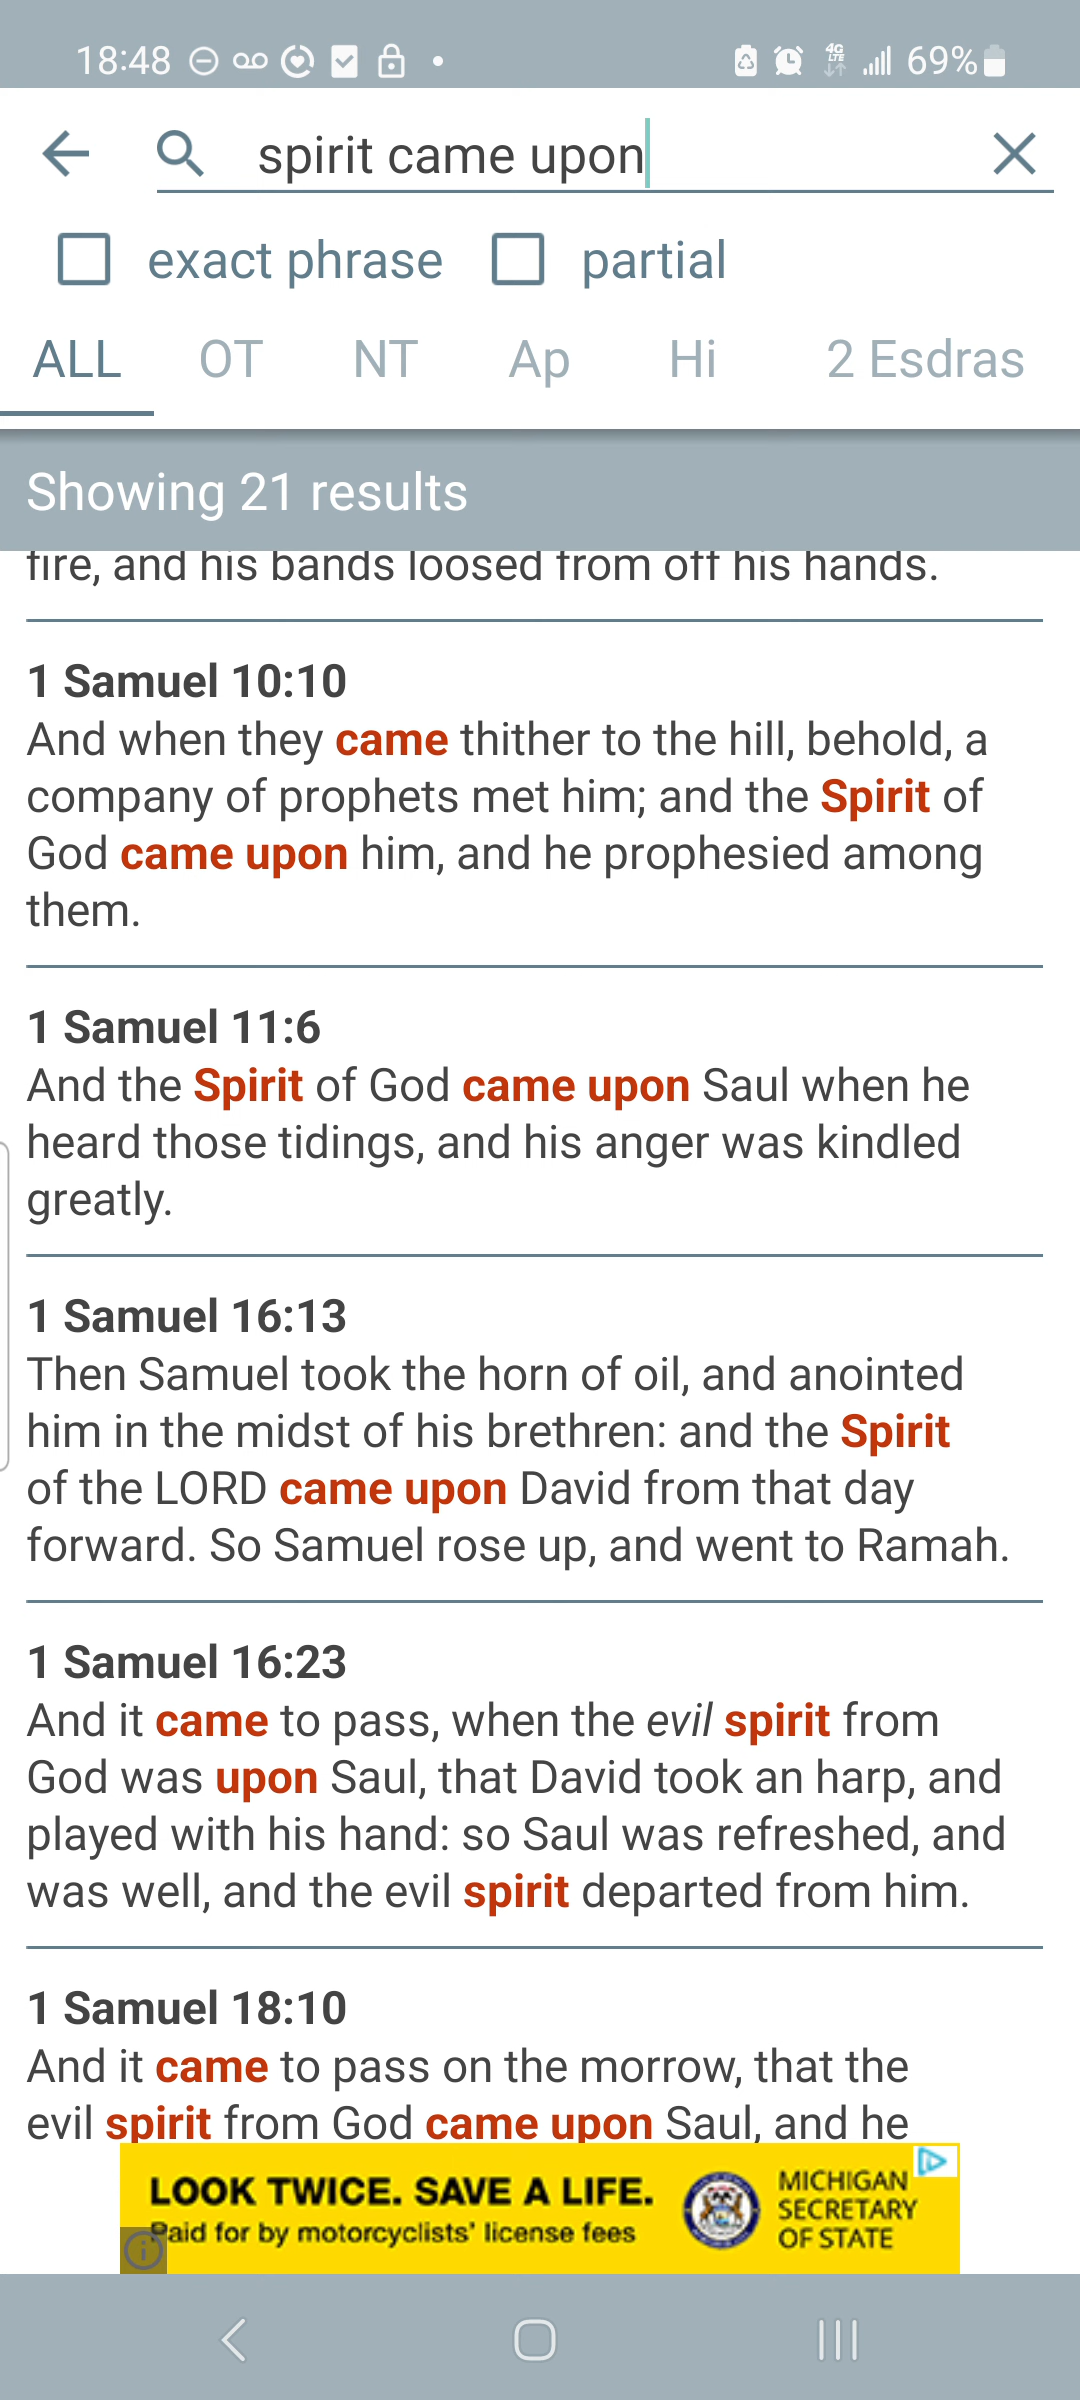 18:48 4G LTE 69%
spirit came upon
exact phrase partial
ALL OT NT Ap Hi 2 Esdras
Showing 21 results
fire, and his bands loosed from off his hands.
1 Samuel 10:10
And when they came thither to the hill, behold, a
company of prophets met him; and the Spirit of
God came upon him, and he prophesied among
them.
1 Samuel 11:6
And the Spirit of God came upon Saul when he
heard those tidings, and his anger was kindled
greatly.
1 Samuel 16:13
Then Samuel took the horn of oil, and anointed
him in the midst of his brethren: and the Spirit
of the LORD came upon David from that day
forward. So Samuel rose up, and went to Ramah.
1 Samuel 16:23
And it came to pass, when the evil spirit from
God was upon Saul, that David took an harp, and
played with his hand: so Saul was refreshed, and
was well, and the evil spirit departed from him.
1 Samuel 18:10
And it came to pass on the morrow, that the
evil spirit from God came upon Saul, and he
LOOK TWICE. SAVE A LIFE.
Paid for by motorcyclists' license fees
MICHIGAN
SECRETARY
OF STATE